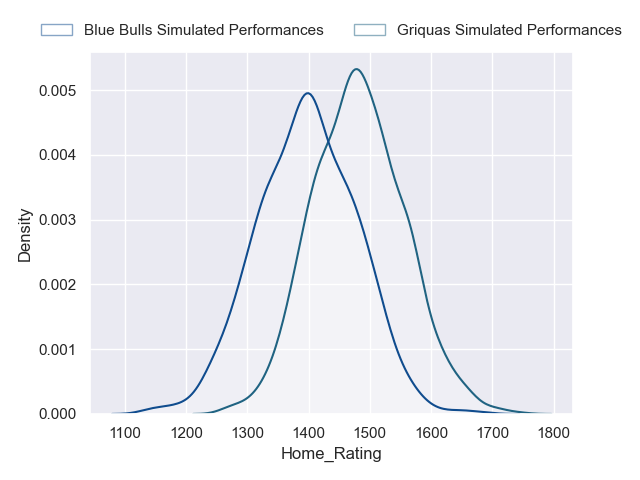 Blue Bulls Simulated Performances
Griquas Simulated Performances
0.005
0.004
0.003
0.002
0.001
0.000
Density
1100 1200 1300 1400 1500 1600 1700 1800
Home_Rating